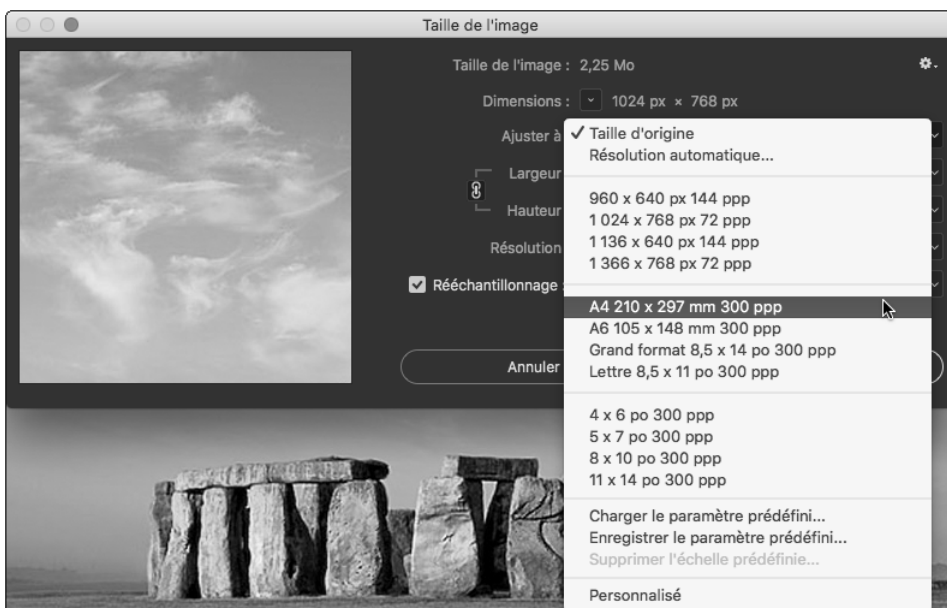 Taille de l'image
Taille de l'image : 2,25 Mo
Dimensions : 1024 px × 768 px
Ajuster à
Largeur
Hauteur
Résolution
Rééchantillonnage :
Annuler
Taille d'origine
Résolution automatique...
960 x 640 px 144 ppp
1 024 x 768 px 72 ppp
1 136 x 640 px 144 ppp
1 366 x 768 px 72 ppp
A4 210 x 297 mm 300 ppp
A6 105 x 148 mm 300 ppp
Grand format 8,5 x 14 po 300 ppp
Lettre 8,5 x 11 po 300 ppp
4 x 6 po 300 ppp
5 x 7 po 300 ppp
8 x 10 po 300 ppp
11 x 14 po 300 ppp
Charger le paramètre prédéfini...
Enregistrer le paramètre prédéfini...
Supprimer l'échelle prédéfinie...
Personnalisé